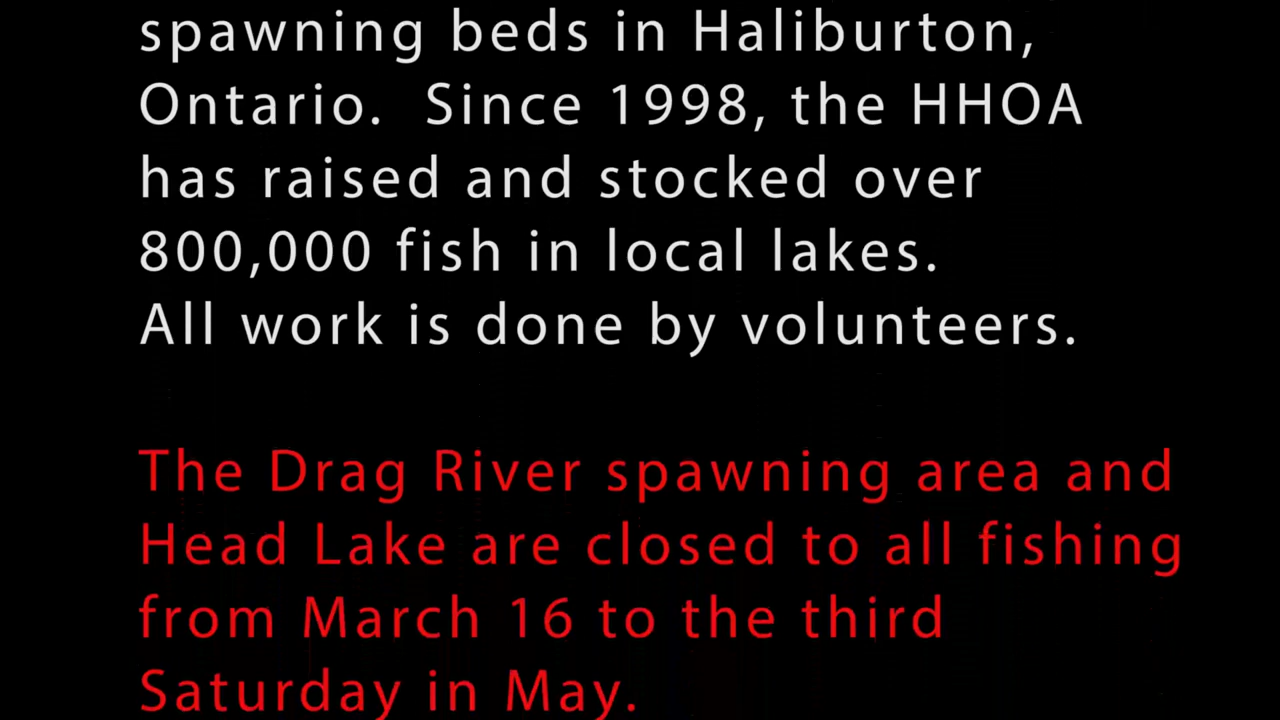 spawning beds in Haliburton,
Ontario.  Since 1998, the HHOA
has raised and stocked over
800,000 fish in local lakes.
All work is done by volunteers.
The Drag River spawning area and
Head Lake are closed to all fishing
from March 16 to the third
Saturday in May.